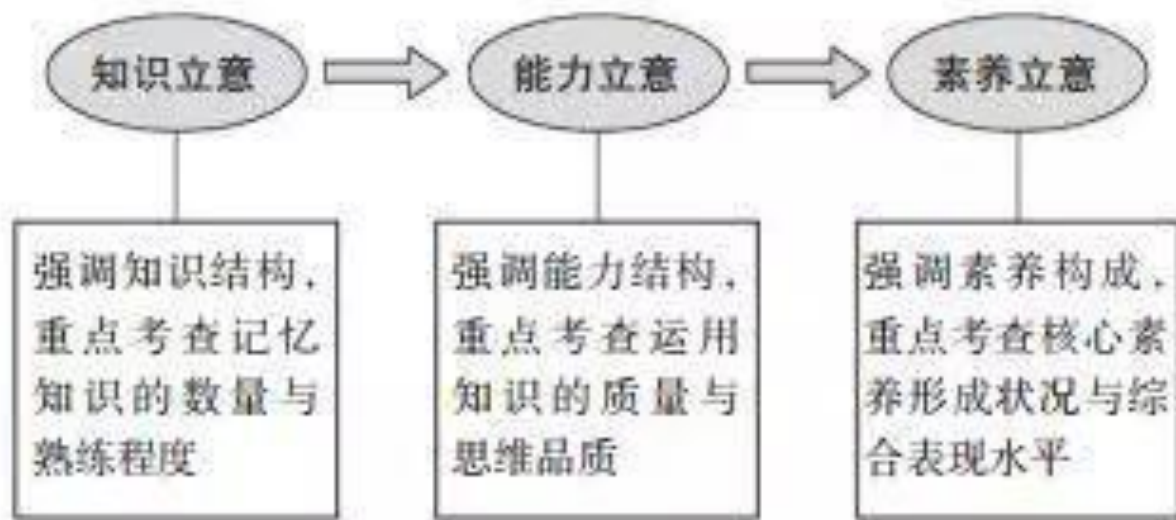 知识立意
能力立意
素养立意
强调知识结构，
重点考查记忆
知识的数量与
熟练程度
强调能力结构，
重点考查运用
知识的质量与
思维品质
强调素养构成，
重点考查核心素
养形成状况与综
合表现水平